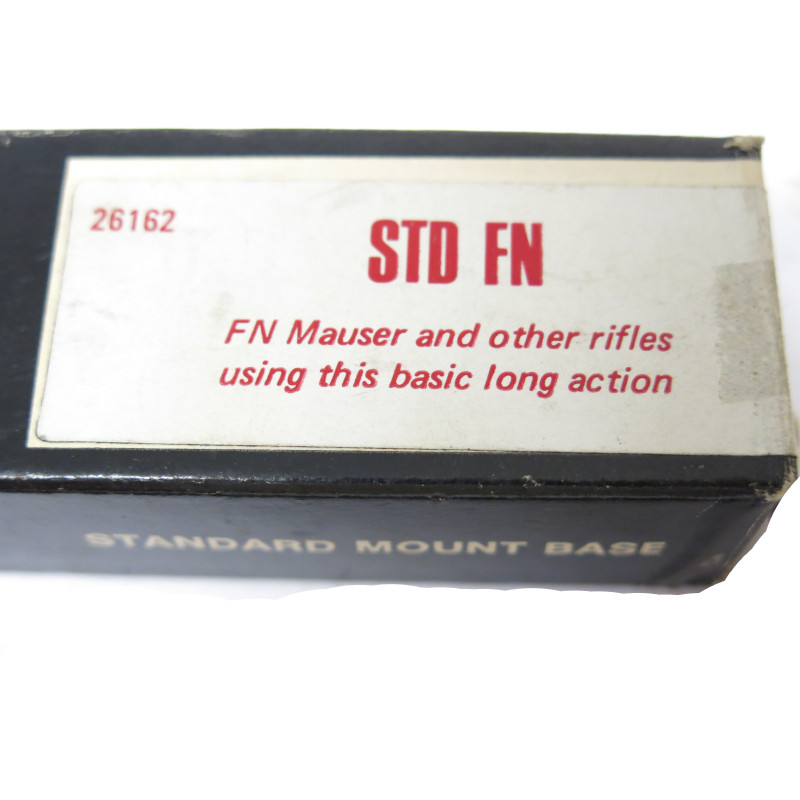 26162
STD FN
FN Mauser and other rifles
using this basic long action
STANDARD MOUNT BASE